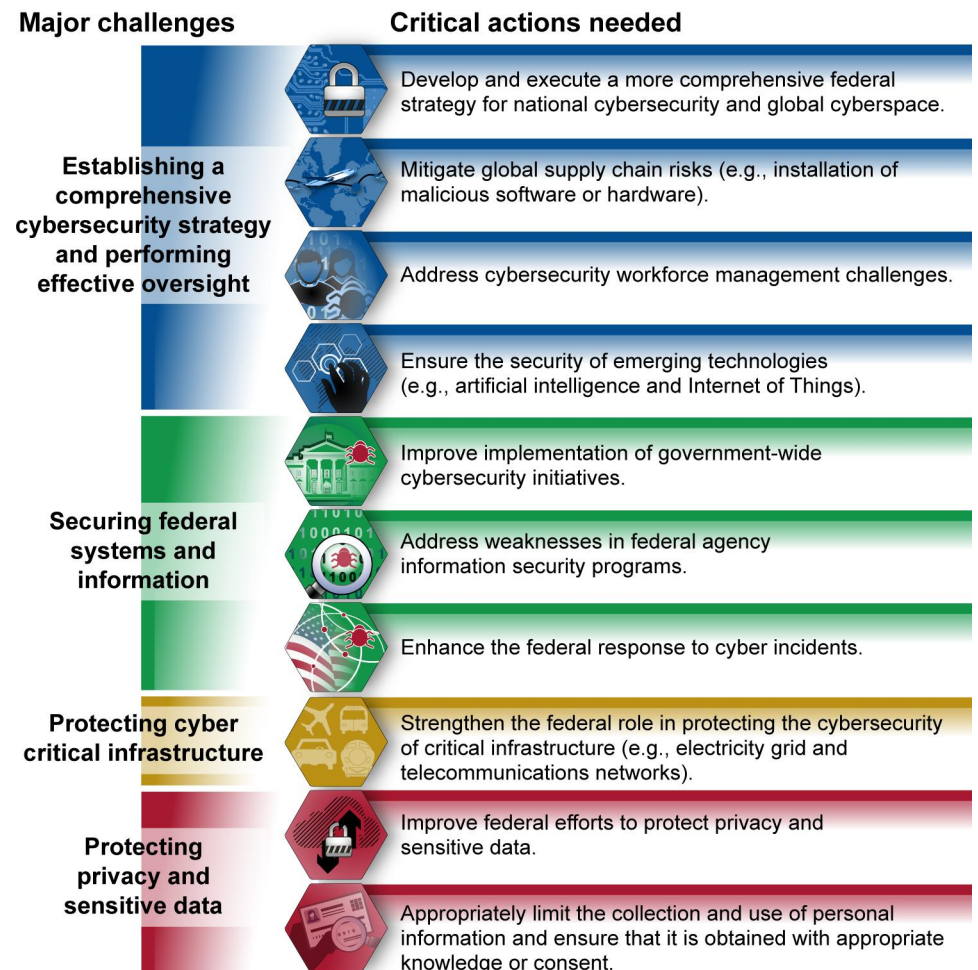 Major challenges
Critical actions needed
Establishing a
comprehensive
cybersecurity strategy
and performing
effective oversight
Develop and execute a more comprehensive federal
strategy for national cybersecurity and global cyberspace.
Mitigate global supply chain risks (e.g., installation of
malicious software or hardware).
Address cybersecurity workforce management challenges.
Ensure the security of emerging technologies
(e.g., artificial intelligence and Internet of Things).
Securing federal
systems and
information
Improve implementation of government-wide
cybersecurity initiatives.
Address weaknesses in federal agency
information security programs.
Enhance the federal response to cyber incidents.
Protecting cyber
critical infrastructure
Strengthen the federal role in protecting the cybersecurity
of critical infrastructure (e.g., electricity grid and
telecommunications networks).
Protecting
privacy and
sensitive data
Improve federal efforts to protect privacy and
sensitive data.
Appropriately limit the collection and use of personal
information and ensure that it is obtained with appropriate
knowledge or consent.